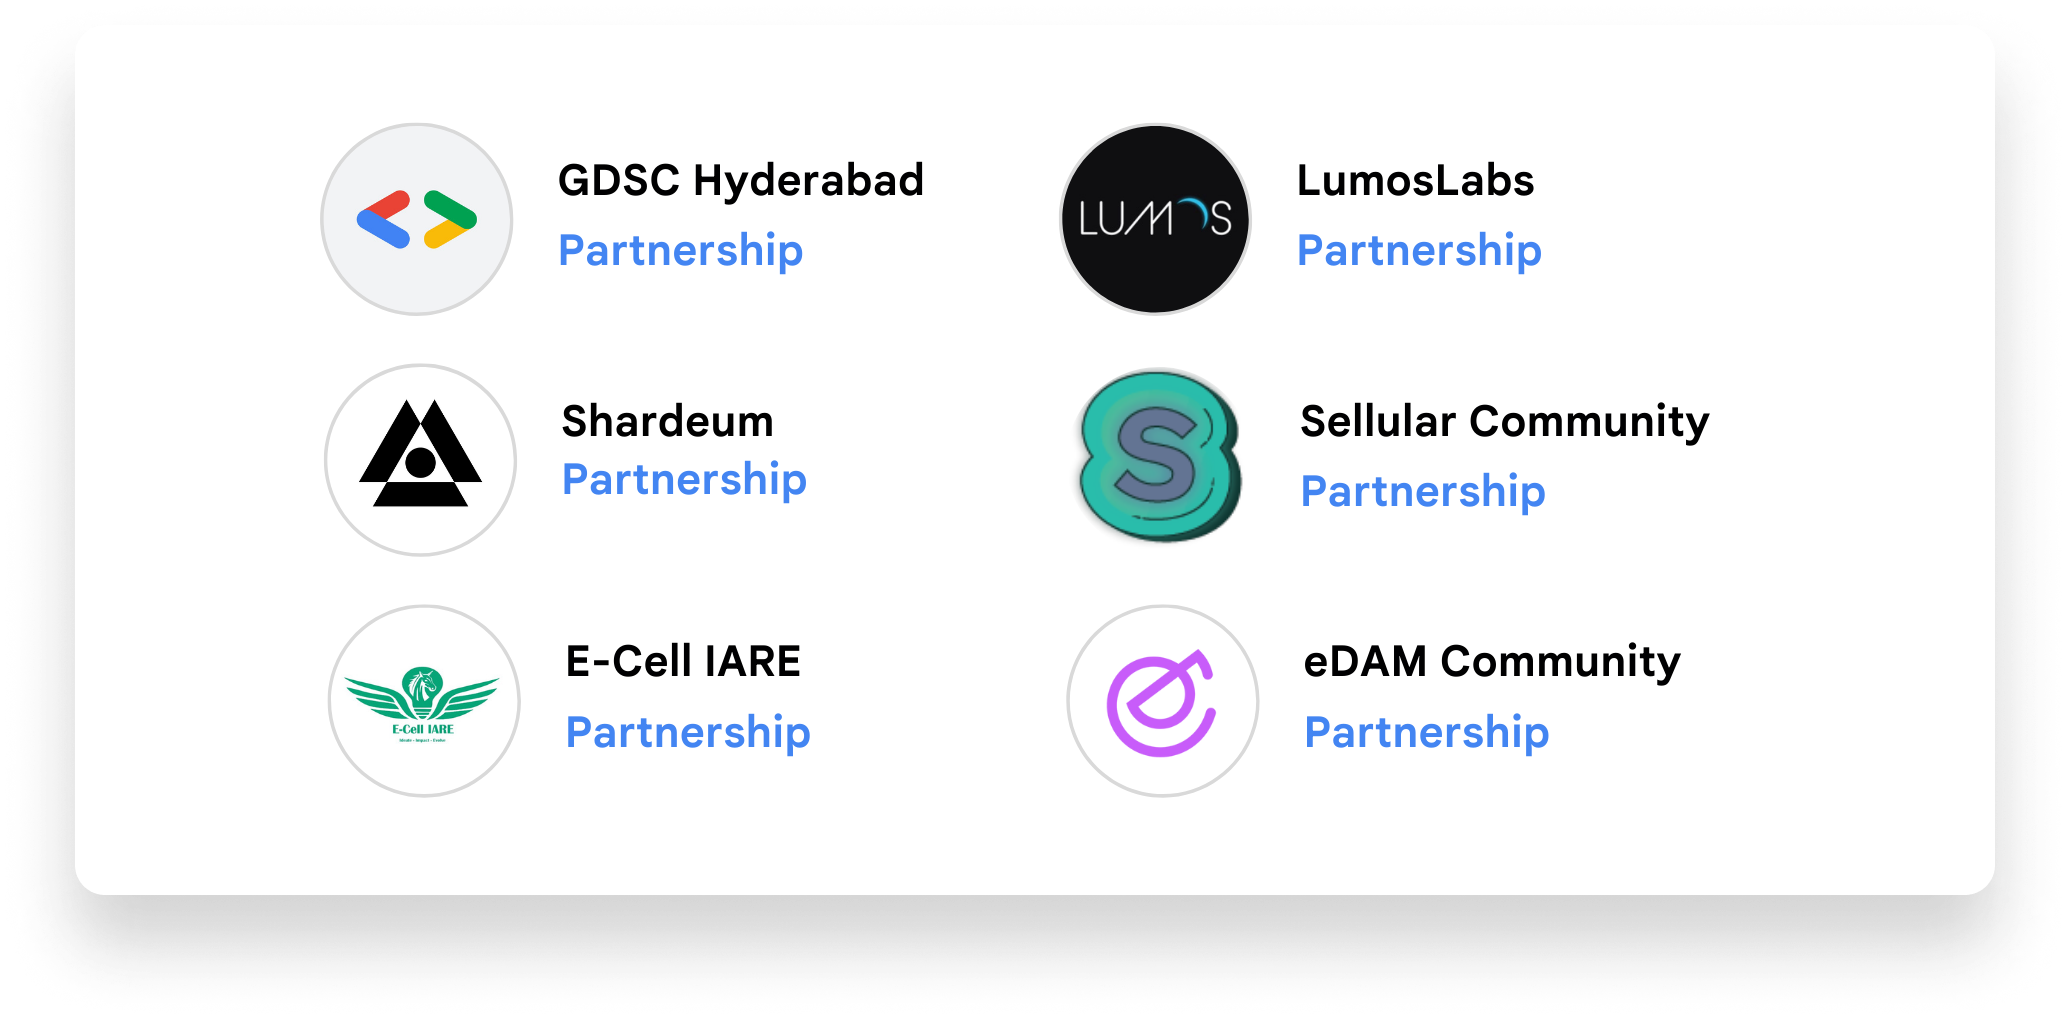 GDSC Hyderabad
Partnership
LUMOS
LumosLabs
Partnership
Shardeum
Partnership
S
Sellular Community
Partnership
E-Cell IARE
E-Cell IARE
Partnership
eDAM Community
Partnership